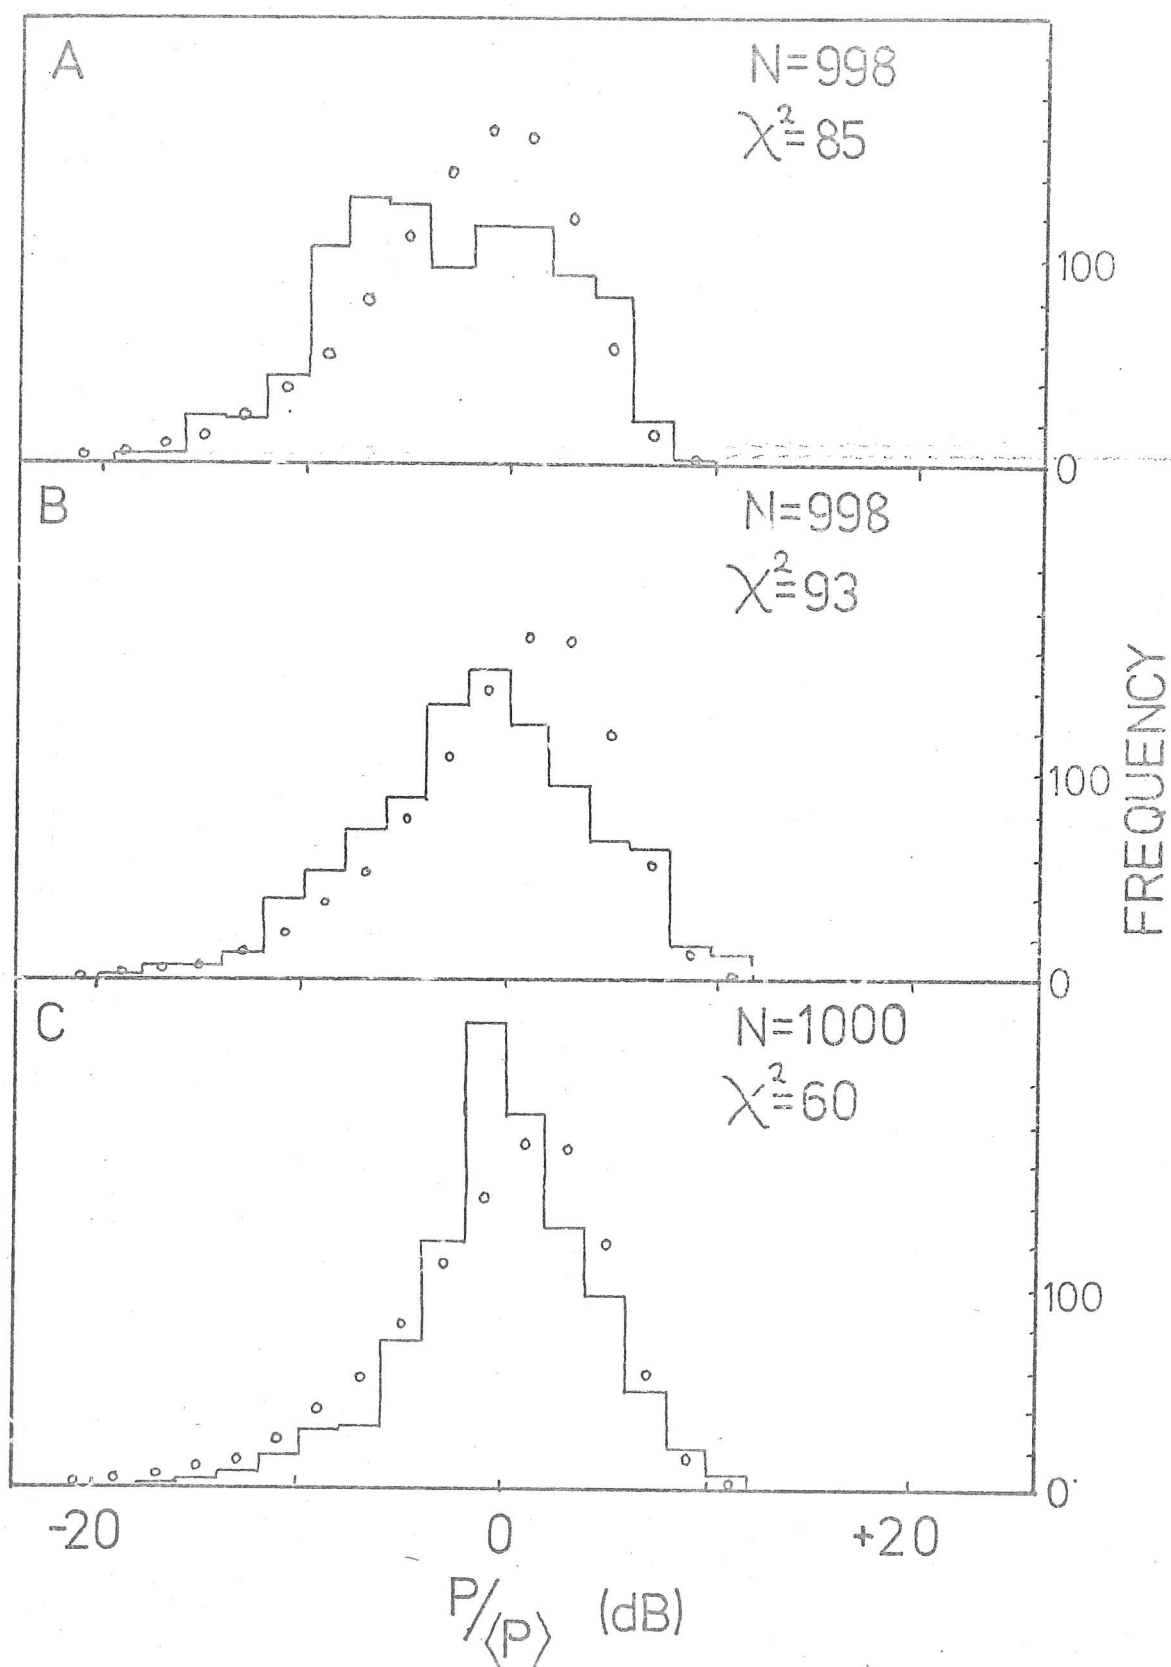 A
N=998
χ²=85
100
0
B
N=998
χ²=93
100
FREQUENCY
0
C
N=1000
χ²=60
100
0
-20 0 +20
P/⟨P⟩ (dB)